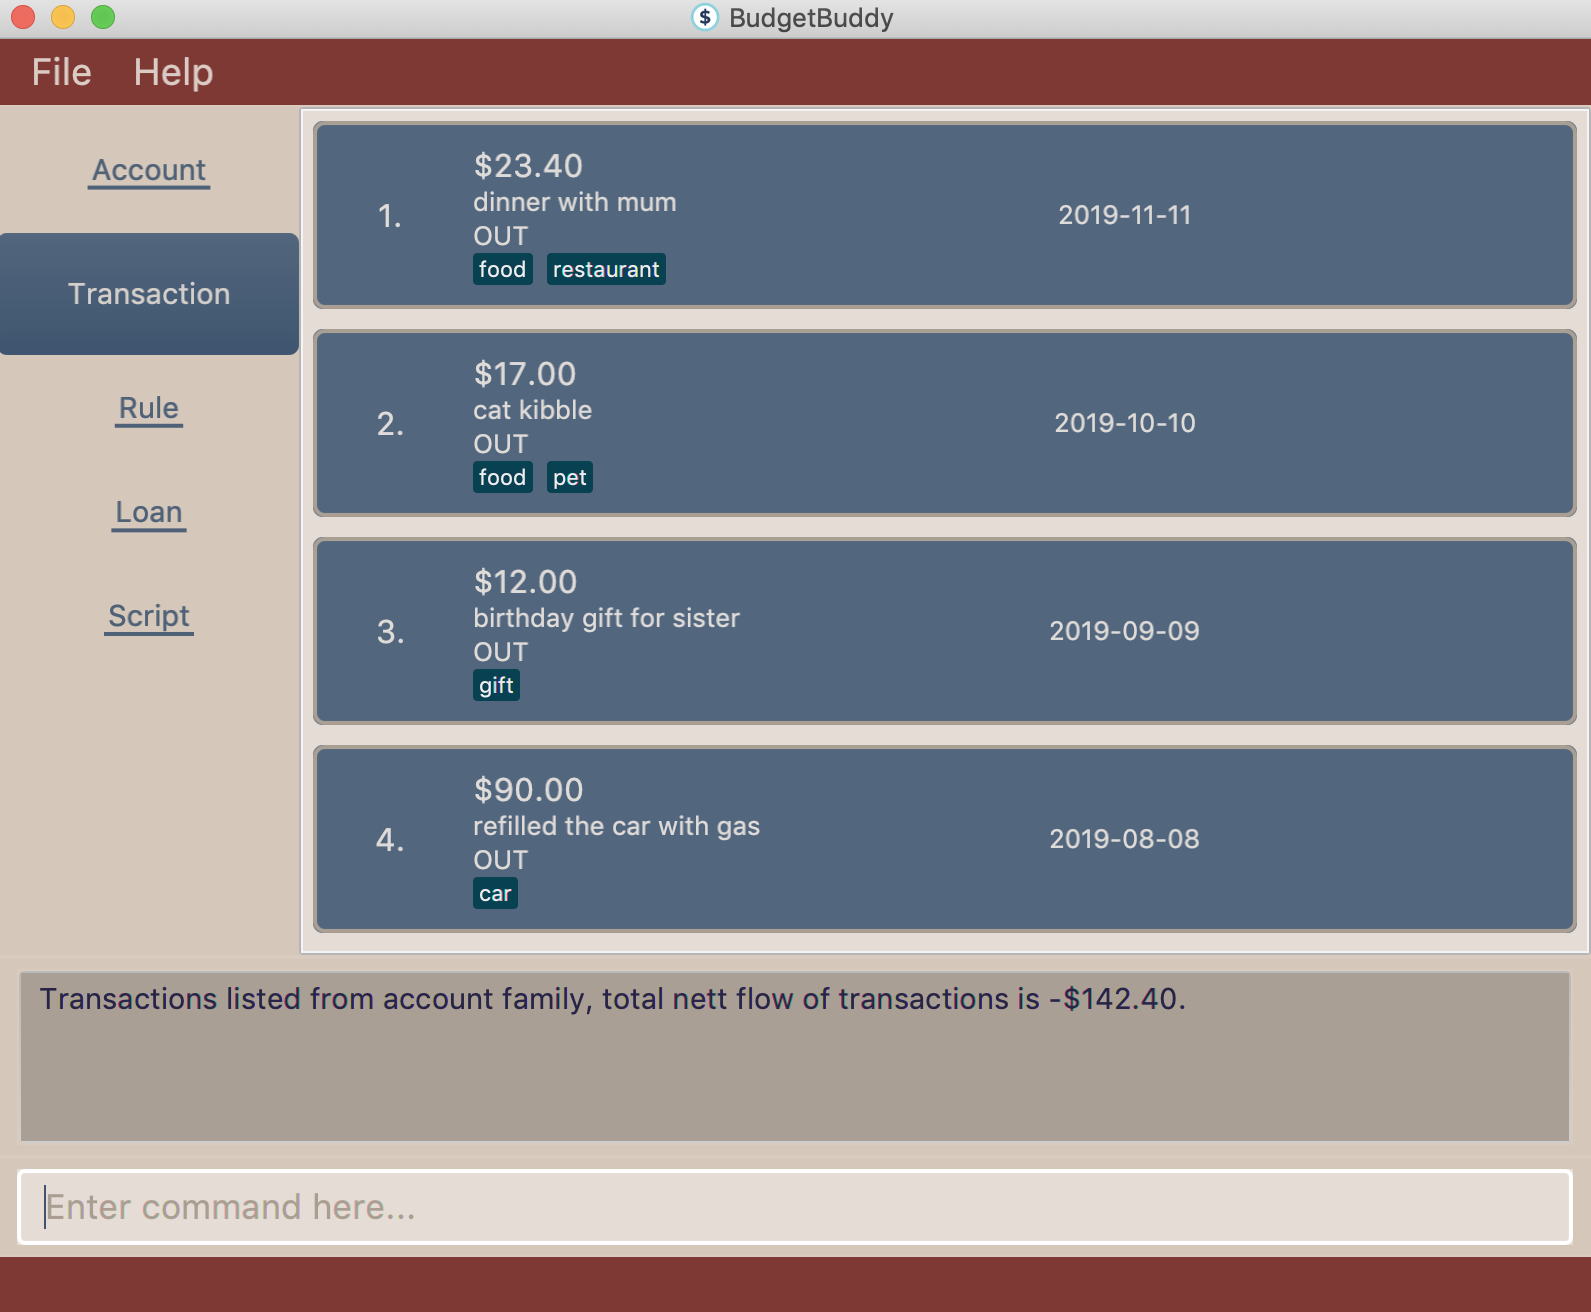 $ BudgetBuddy
File Help
Account
Transaction
Rule
Loan
Script
1.
$23.40
dinner with mum
OUT
food restaurant
2019-11-11
2.
$17.00
cat kibble
OUT
food pet
2019-10-10
3.
$12.00
birthday gift for sister
OUT
gift
2019-09-09
4.
$90.00
refilled the car with gas
OUT
car
2019-08-08
Transactions listed from account family, total nett flow of transactions is -$142.40.
Enter command here...